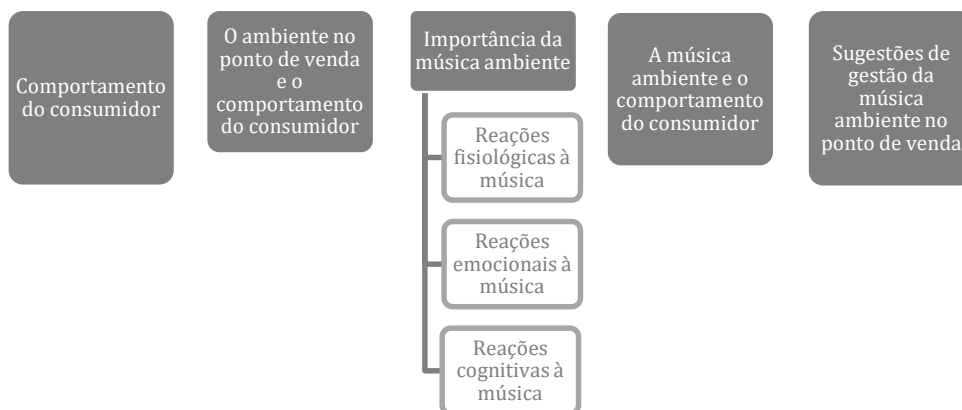 Comportamento
do consumidor
O ambiente no
ponto de venda
e o
comportamento
do consumidor
Importância da
música ambiente
Reações
fisiológicas à
música
Reações
emocionais à
música
Reações
cognitivas à
música
A música
ambiente e o
comportamento
do consumidor
Sugestões de
gestão da
música
ambiente no
ponto de venda